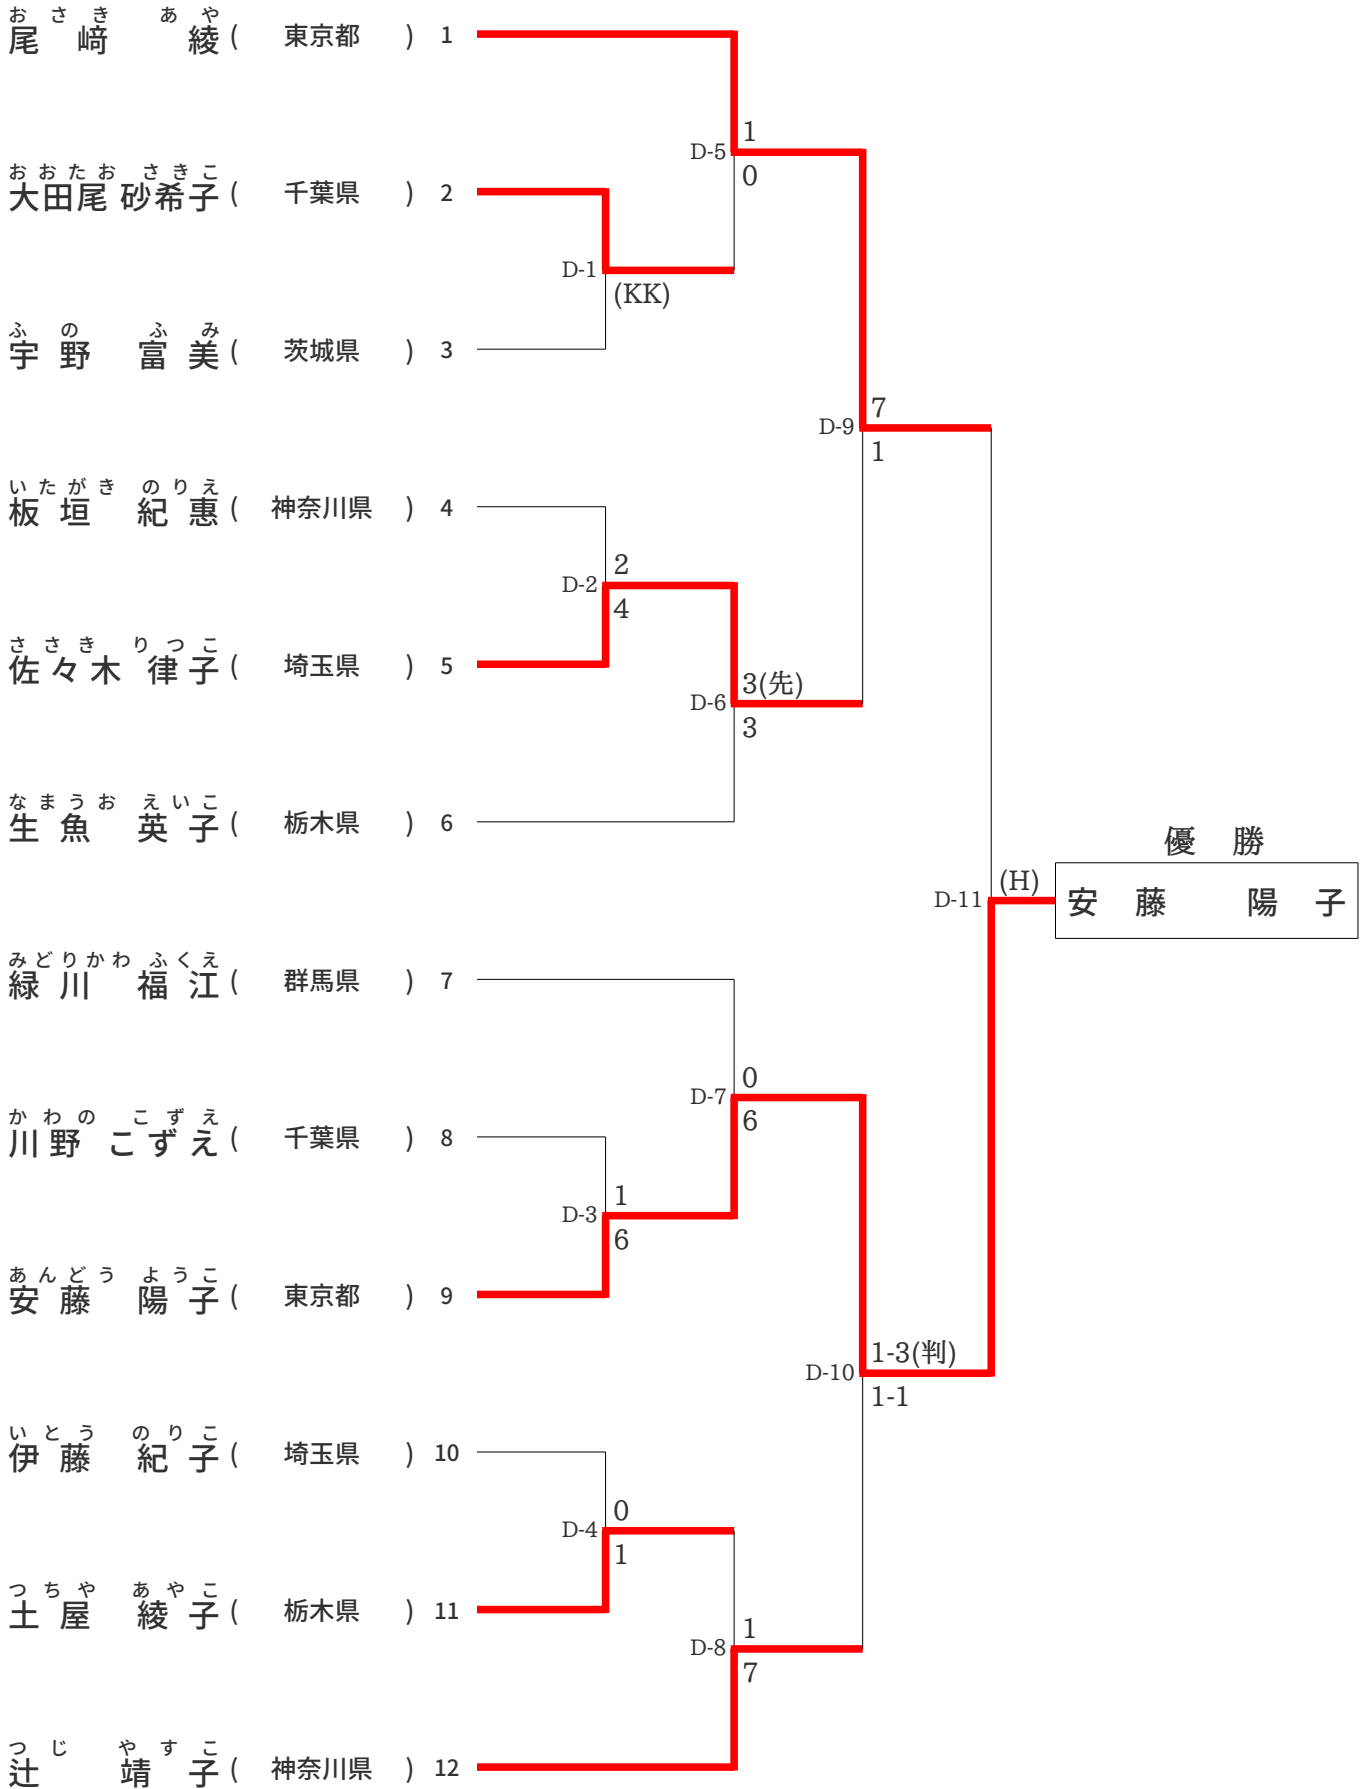 おさき あや
尾﨑 綾 ( 東京都 ) 1
1
D-5
0
おおたお さきこ
大田尾 砂希子 ( 千葉県 ) 2
D-1
(KK)
ふの ふみ
宇野 富美 ( 茨城県 ) 3
7
D-9
1
いたがき のりえ
板垣 紀惠 ( 神奈川県 ) 4
2
D-2
4
ささき りつこ
佐々木 律子 ( 埼玉県 ) 5
3(先)
D-6
3
なまうお えいこ
生魚 英子 ( 栃木県 ) 6
優 勝
(H)
D-11
安藤 陽子
みどりかわ ふくえ
緑川 福江 ( 群馬県 ) 7
0
D-7
6
かわの こずえ
川野 こずえ ( 千葉県 ) 8
1
D-3
6
あんどう ようこ
安藤 陽子 ( 東京都 ) 9
1-3(判)
D-10
1-1
いとう のりこ
伊藤 紀子 ( 埼玉県 ) 10
0
D-4
1
つちや あやこ
土屋 綾子 ( 栃木県 ) 11
1
D-8
7
つじ やすこ
辻 靖子 ( 神奈川県 ) 12